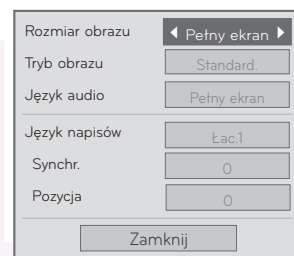 Rozmiar obrazu ◀ Pełny ekran ▶
Tryb obrazu Standard.
Język audio Pełny ekran
Język napisów Łac.1
Synchr. 0
Pozycja 0
Zamknij